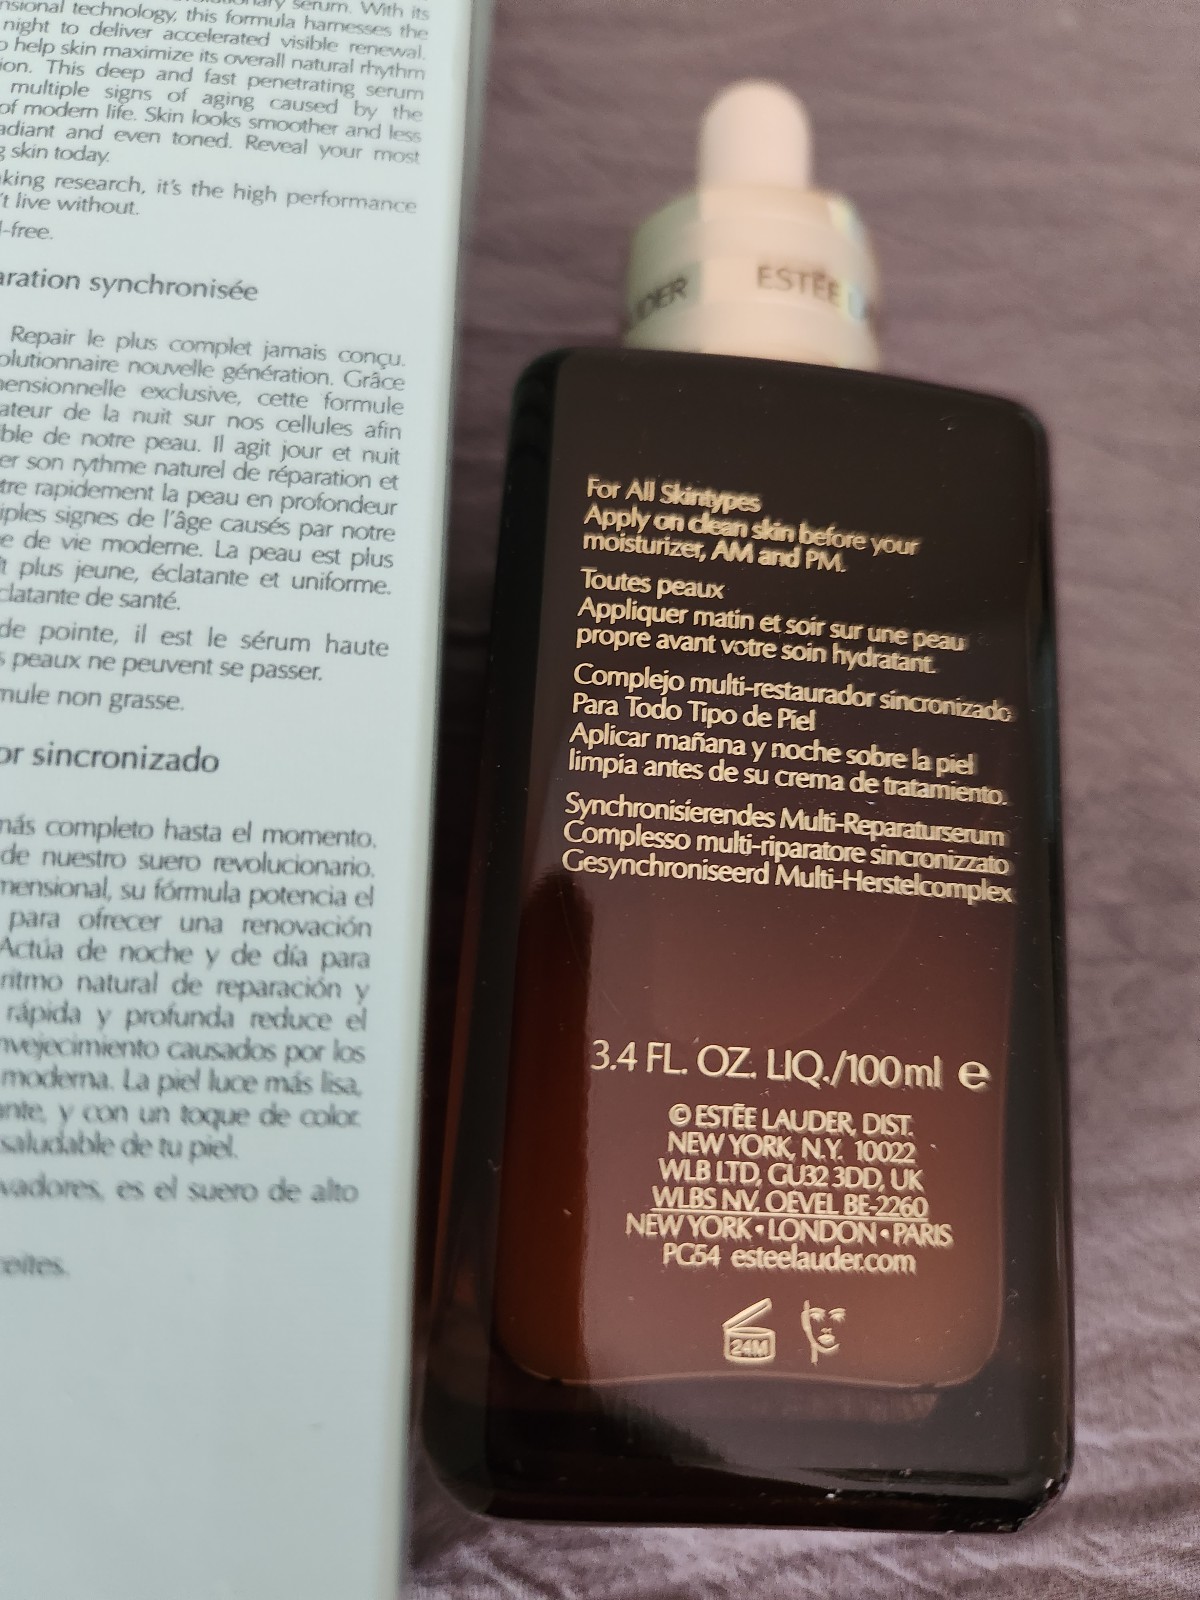 serum. With its
technology, this formula harnesses the
night to deliver accelerated visible renewal.
help skin maximize its overall natural rhythm
This deep and fast penetrating serum
multiple signs of aging caused by the
of modern life. Skin looks smoother and less
and even toned. Reveal your most
skin today.
research, it's the high performance
live without.
-free.
synchronisée
Repair le plus complet jamais conçu.
nouvelle génération. Grâce
exclusive, cette formule
de la nuit sur nos cellules afin
de notre peau. Il agit jour et nuit
son rythme naturel de réparation et
rapidement la peau en profondeur
signes de l'âge causés par notre
de vie moderne. La peau est plus
plus jeune, éclatante et uniforme.
de santé.
de pointe, il est le sérum haute
peaux ne peuvent se passer.
non grasse.
sincronizado
más completo hasta el momento.
de nuestro suero revolucionario.
su fórmula potencia el
para ofrecer una renovación
Actúa de noche y de día para
ritmo natural de reparación y
rápida y profunda reduce el
causados por los
moderna. La piel luce más lisa,
y con un toque de color.
saludable de tu piel.
es el suero de alto
ESTĒE
For All Skintypes
Apply on clean skin before your
moisturizer, AM and PM.
Toutes peaux
Appliquer matin et soir sur une peau
propre avant votre soin hydratant.
Complejo multi-restaurador sincronizado
Para Todo Tipo de Piel
Aplicar mañana y noche sobre la piel
limpia antes de su crema de tratamiento.
Synchronisierendes Multi-Reparaturserum
Complesso multi-riparatore sincronizzato
Gesynchroniseerd Multi-Herstelcomplex
3.4 FL. OZ. LIQ./100ml ℮
© ESTĒE LAUDER, DIST.
NEW YORK, N.Y. 10022
WLB LTD, GU32 3DD, UK
WLBS NV, OEVEL BE-2260
NEW YORK • LONDON • PARIS
PG54 esteelauder.com
24M